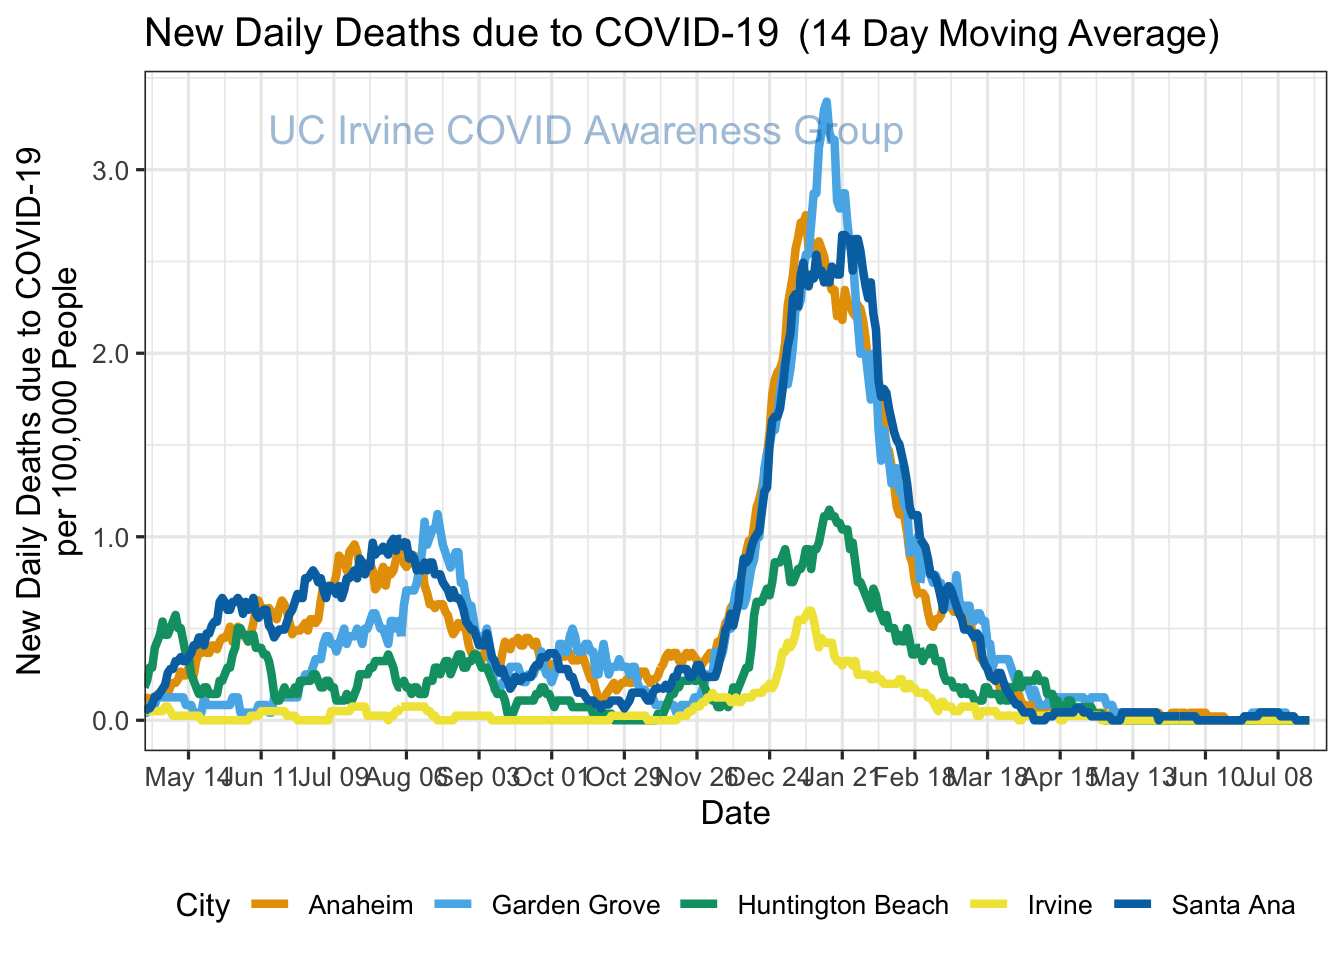 New Daily Deaths due to COVID-19 (14 Day Moving Average)
UC Irvine COVID Awareness Group
New Daily Deaths due to COVID-19
per 100,000 People
3.0
2.0
1.0
0.0
May 14 Jun 11 Jul 09 Aug 06 Sep 03 Oct 01 Oct 29 Nov 26 Dec 24 Jan 21 Feb 18 Mar 18 Apr 15 May 13 Jun 10 Jul 08
Date
City Anaheim Garden Grove Huntington Beach Irvine Santa Ana